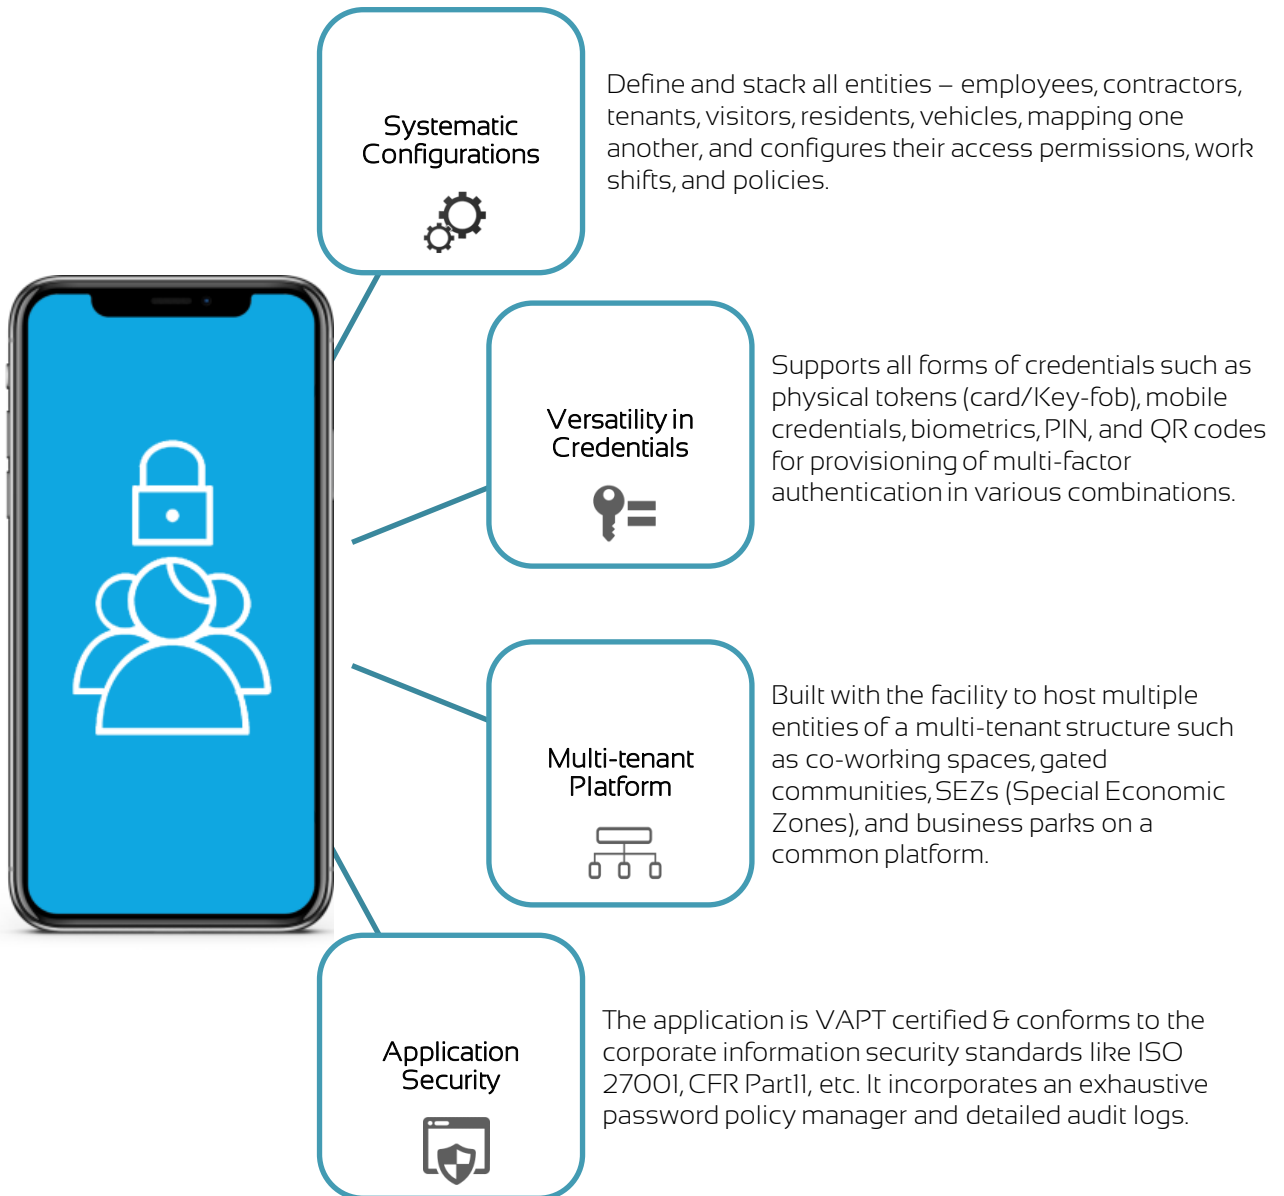 Systematic
Configurations
Define and stack all entities – employees, contractors,
tenants, visitors, residents, vehicles, mapping one
another, and configures their access permissions, work
shifts, and policies.
Versatility in
Credentials
Supports all forms of credentials such as
physical tokens (card/Key-fob), mobile
credentials, biometrics, PIN, and QR codes
for provisioning of multi-factor
authentication in various combinations.
Multi-tenant
Platform
Built with the facility to host multiple
entities of a multi-tenant structure such
as co-working spaces, gated
communities, SEZs (Special Economic
Zones), and business parks on a
common platform.
Application
Security
The application is VAPT certified & conforms to the
corporate information security standards like ISO
27001, CFR Part11, etc. It incorporates an exhaustive
password policy manager and detailed audit logs.